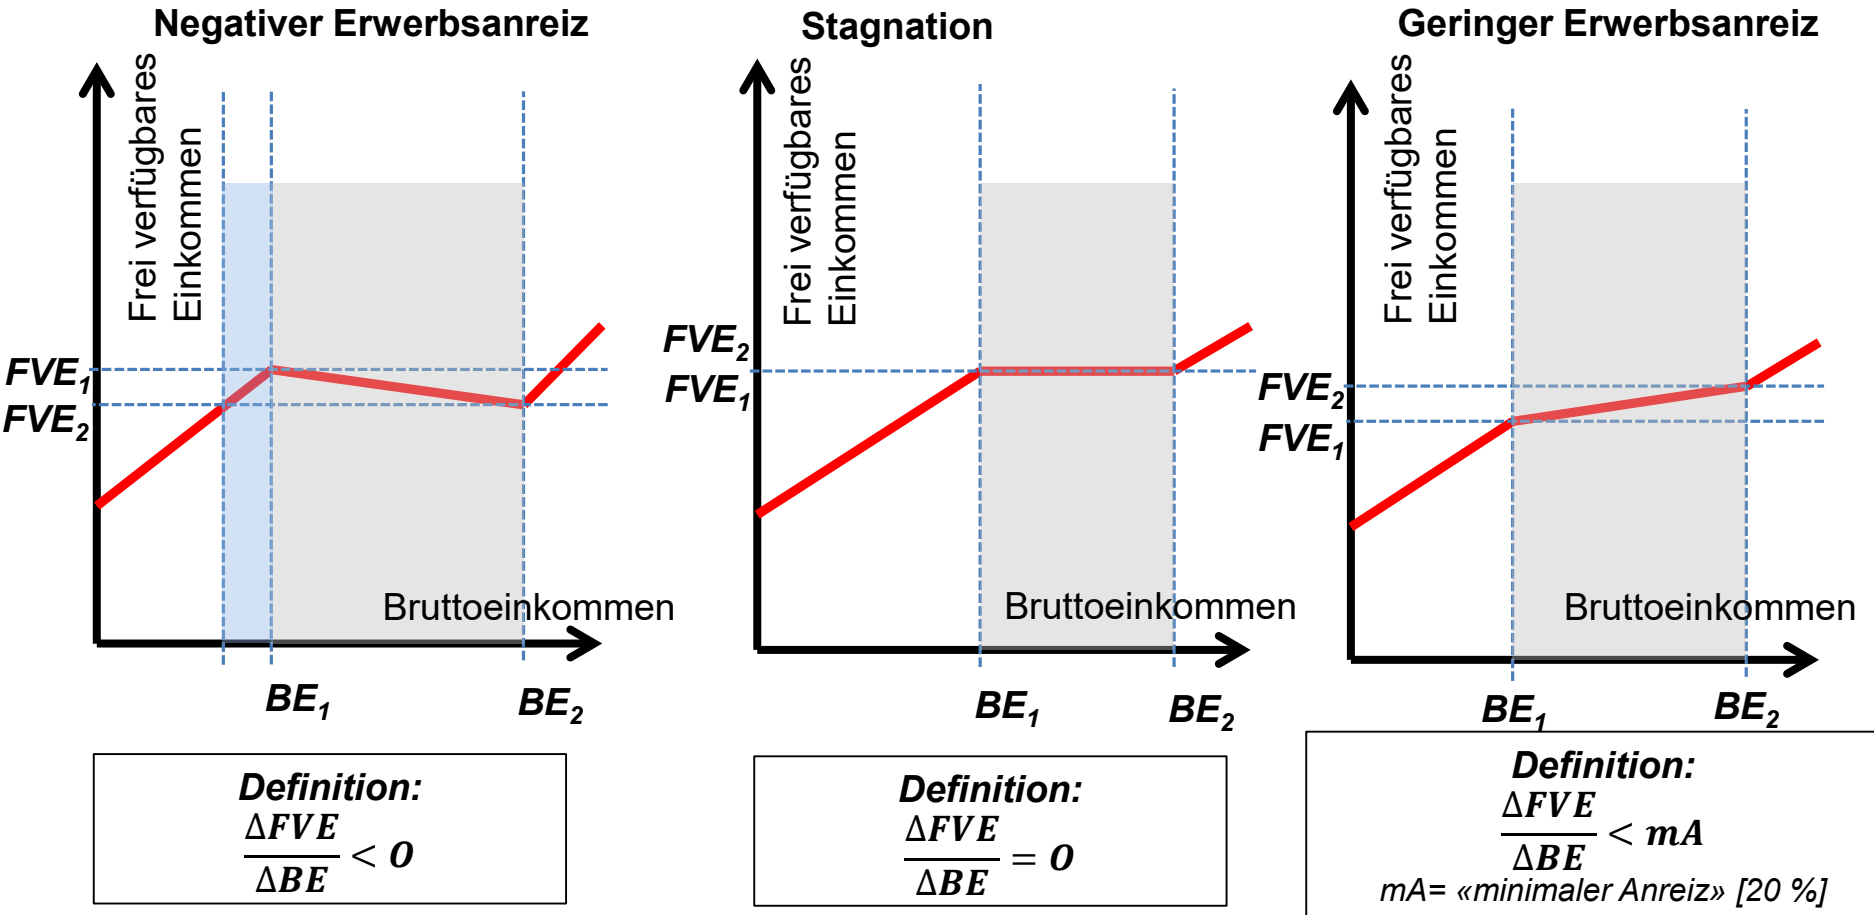 Negativer Erwerbsanreiz
Frei verfügbares
Einkommen
FVE₁
FVE₂
Bruttoeinkommen
BE₁
BE₂
Definition:
ΔFVE
ΔBE
< 0
Stagnation
Frei verfügbares
Einkommen
FVE₂
FVE₁
Bruttoeinkommen
BE₁
BE₂
Definition:
ΔFVE
ΔBE
= 0
Geringer Erwerbsanreiz
Frei verfügbares
Einkommen
FVE₂
FVE₁
Bruttoeinkommen
BE₁
BE₂
Definition:
ΔFVE
ΔBE
< mA
mA= «minimaler Anreiz» [20 %]